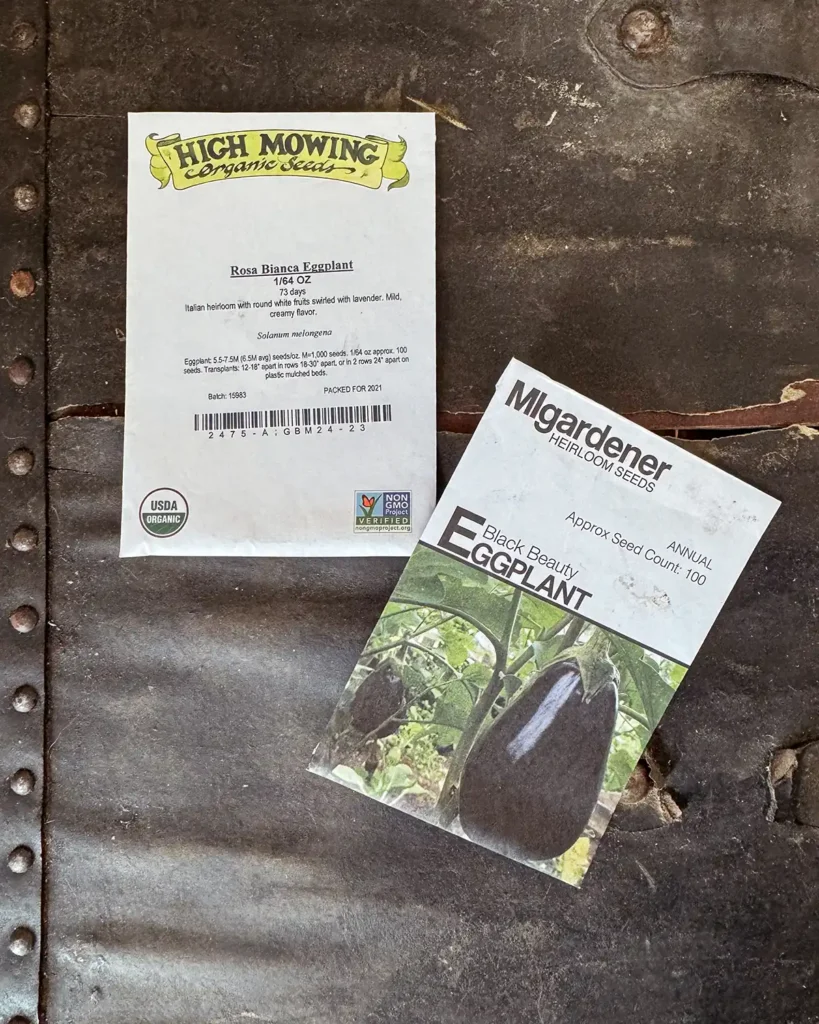 HIGH MOWING
Organic Seeds
Rosa Bianca Eggplant
1/64 OZ
73 days
Italian heirloom with round white fruits swirled with lavender. Mild,
creamy flavor.
Solanum melongena
Eggplant: 5.5-7.5M (6.5M avg) seeds/oz. M=1,000 seeds. 1/64 oz approx. 100
seeds. Transplants: 12-18" apart in rows 18-30" apart, or in 2 rows 24" apart on
plastic mulched beds.
Batch: 15983 PACKED FOR 2021
2475-A;GBM24-23
USDA
ORGANIC
NON
GMO
Project
VERIFIED
nongmoproject.org
MIgardener
HEIRLOOM SEEDS
ANNUAL
Approx Seed Count: 100
Black Beauty
EGGPLANT